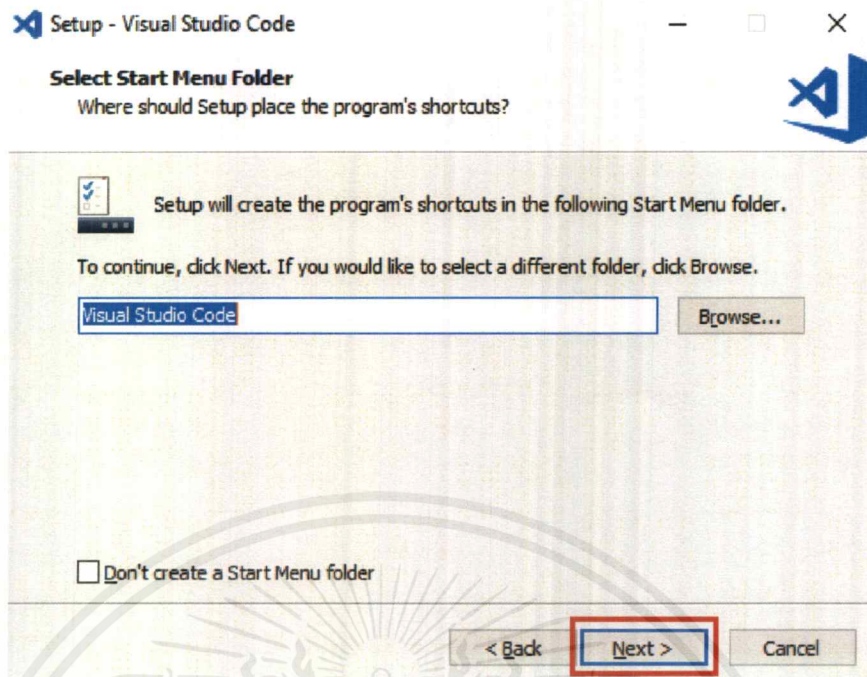 Setup - Visual Studio Code
Select Start Menu Folder
Where should Setup place the program's shortcuts?
Setup will create the program's shortcuts in the following Start Menu folder.
To continue, click Next. If you would like to select a different folder, click Browse.
Visual Studio Code
Browse...
Don't create a Start Menu folder
< Back
Next >
Cancel